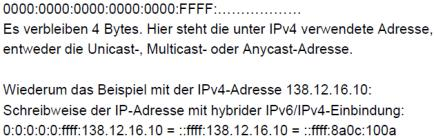 0000:0000:0000:0000:0000:FFFF:………………
Es verbleiben 4 Bytes. Hier steht die unter IPv4 verwendete Adresse,
entweder die Unicast-, Multicast- oder Anycast-Adresse.
Wiederum das Beispiel mit der IPv4-Adresse 138.12.16.10:
Schreibweise der IP-Adresse mit hybrider IPv6/IPv4-Einbindung:
0:0:0:0:0:ffff:138.12.16.10 = ::ffff:138.12.16.10 = ::ffff:8a0c:100a